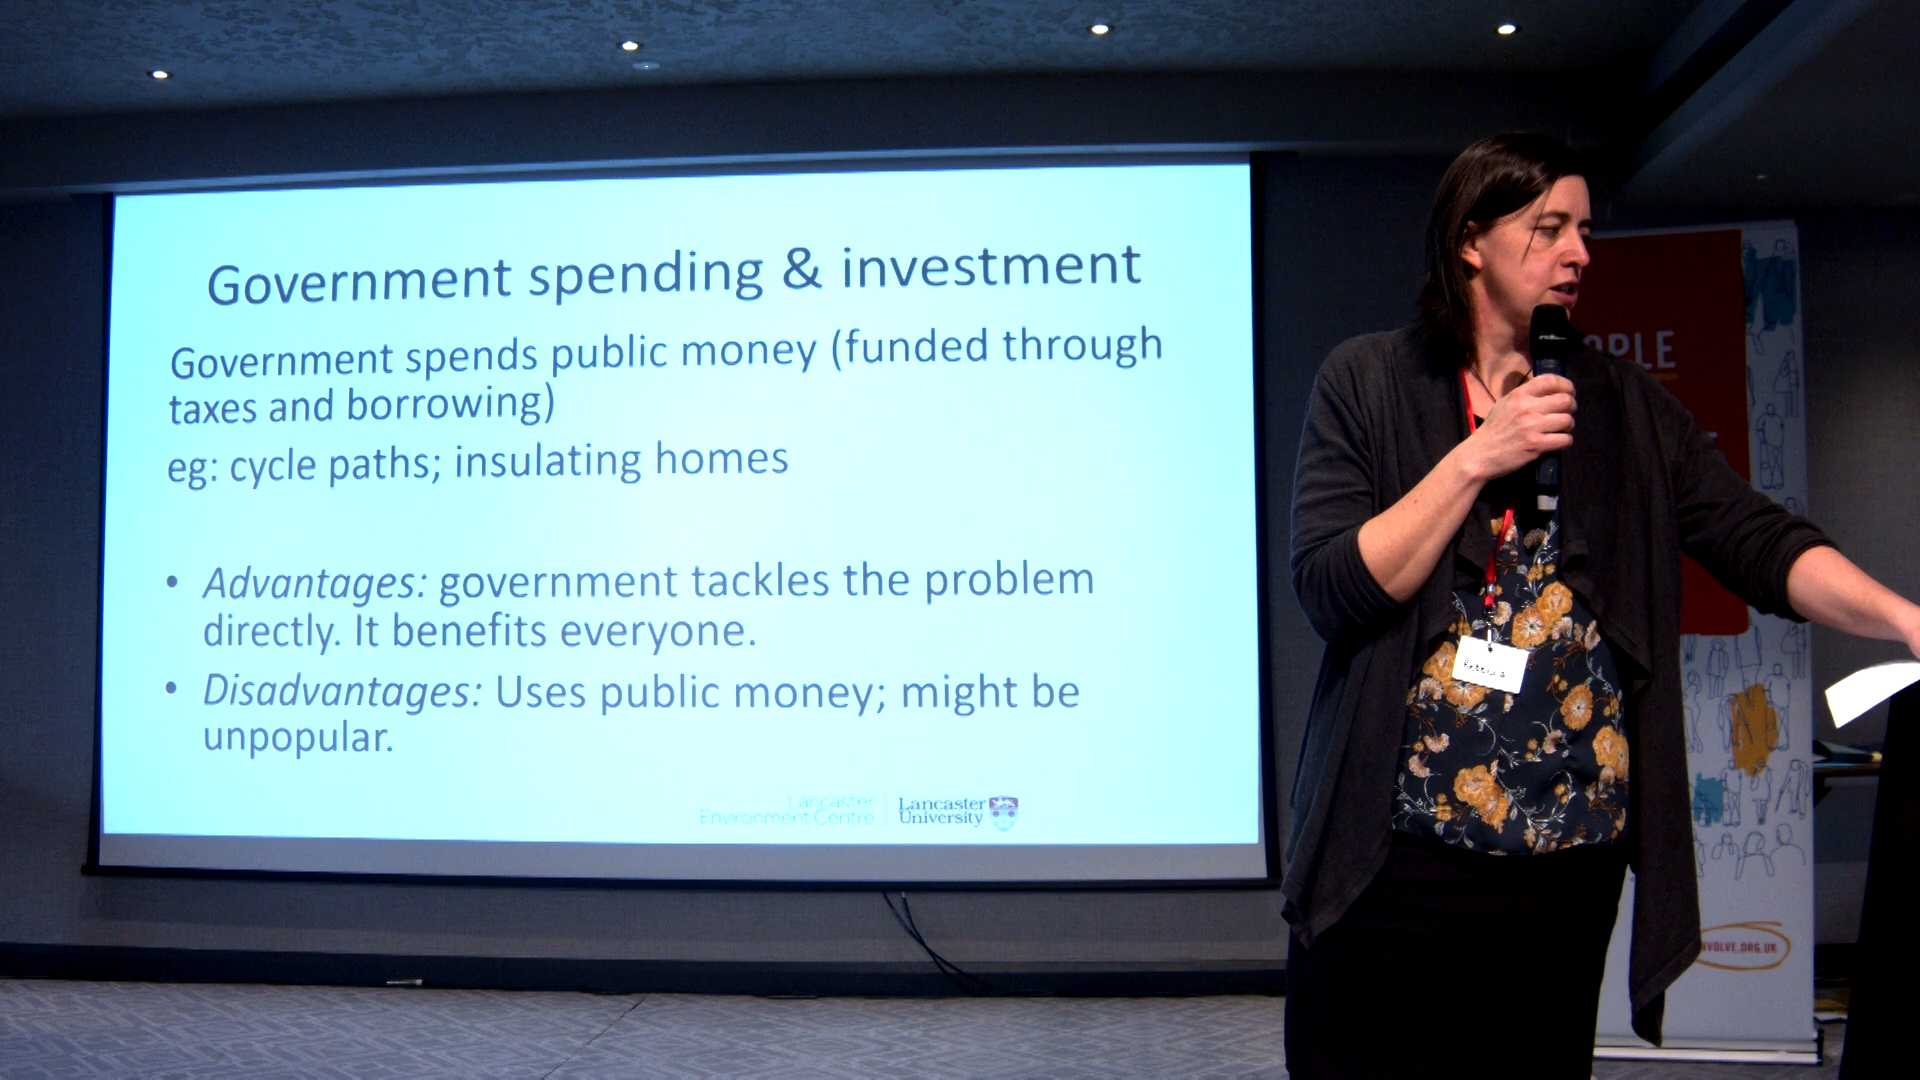 Government spending & investment
Government spends public money (funded through
taxes and borrowing)
eg: cycle paths; insulating homes
• Advantages: government tackles the problem
directly. It benefits everyone.
• Disadvantages: Uses public money; might be
unpopular.
Lancaster
Environment Centre
Lancaster
University
OPLE
NVOLVE.ORG.UK